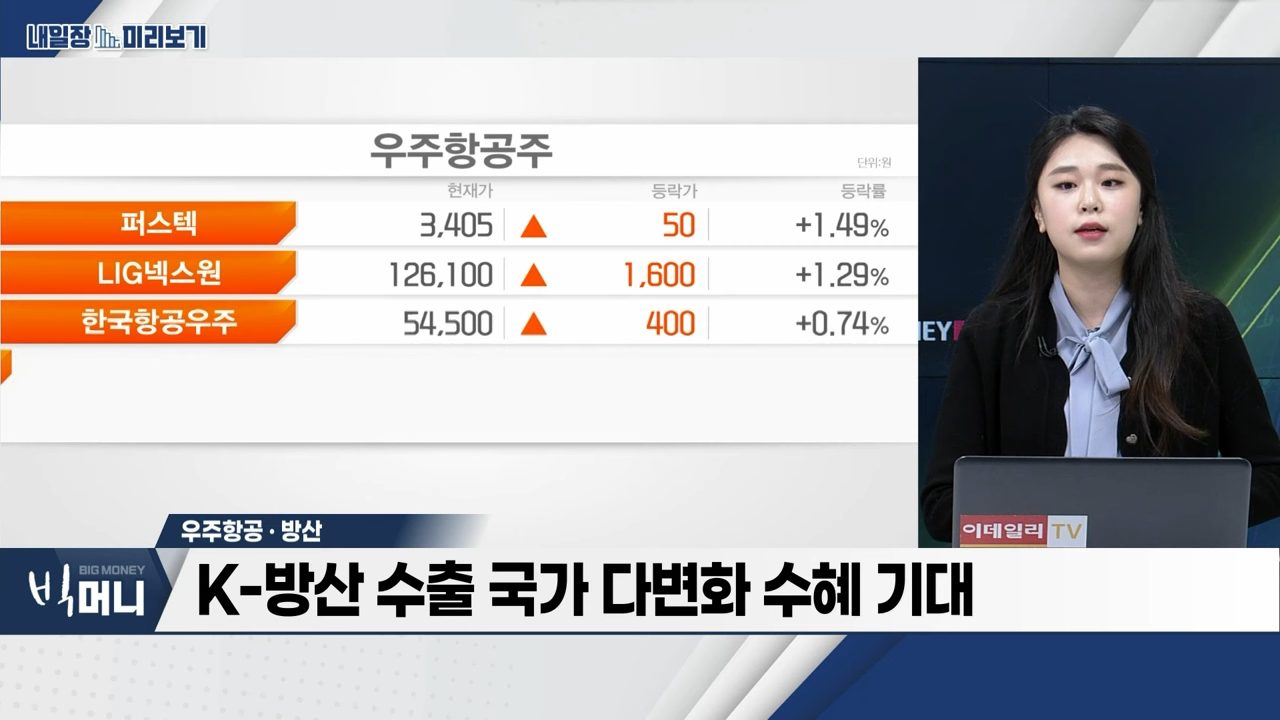 내일장 미리보기
우주항공주
단위:원
현재가 등락가 등락률
퍼스텍 3,405 ▲ 50 +1.49%
LIG넥스원 126,100 ▲ 1,600 +1.29%
한국항공우주 54,500 ▲ 400 +0.74%
NEY
이데일리 TV
우주항공·방산
BIG MONEY
빅머니
K-방산 수출 국가 다변화 수혜 기대